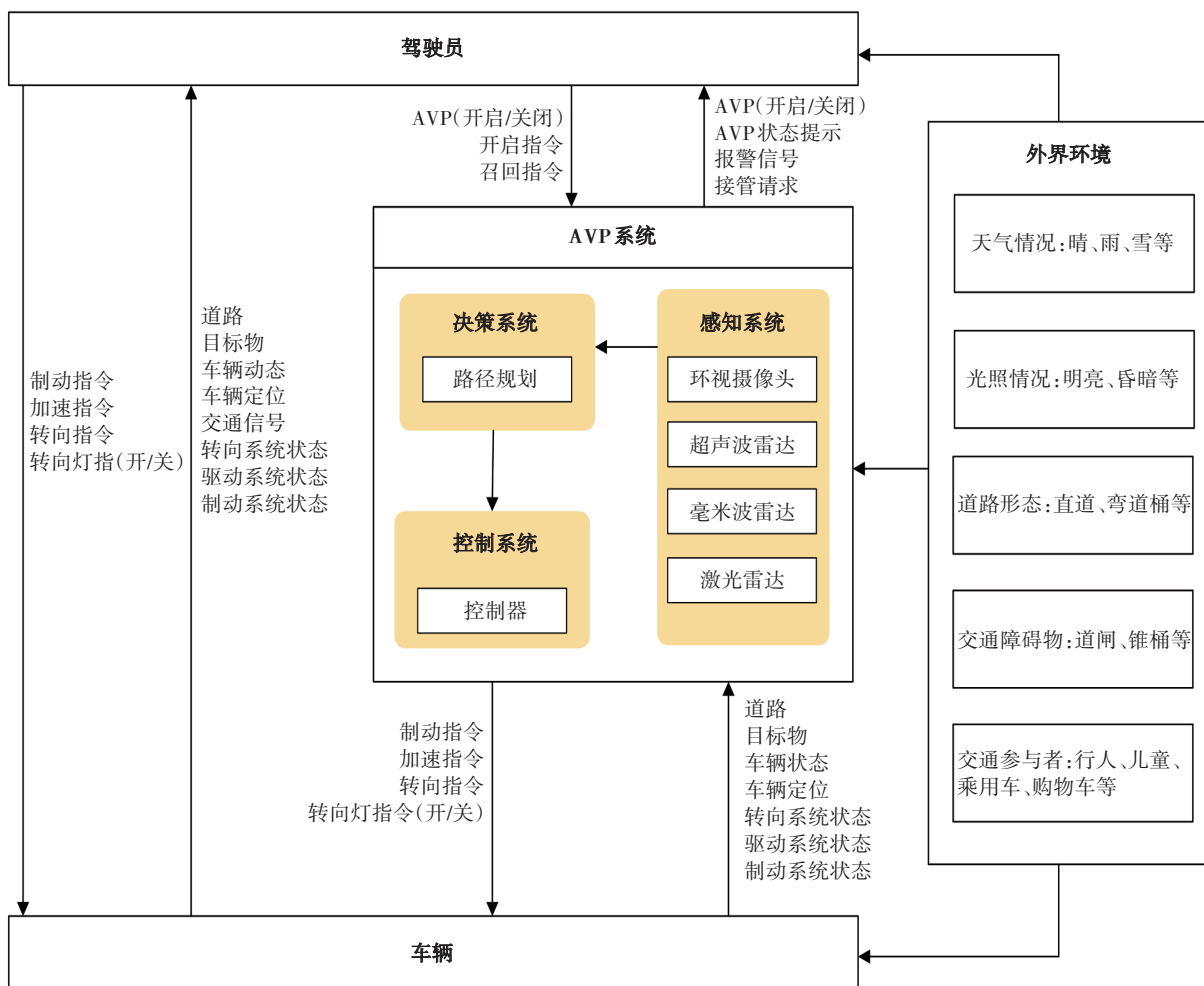 驾驶员
AVP(开启/关闭)
开启指令
召回指令
AVP(开启/关闭)
AVP状态提示
报警信号
接管请求
外界环境
天气情况:晴、雨、雪等
光照情况:明亮、昏暗等
道路形态:直道、弯道桶等
交通障碍物:道闸、锥桶等
交通参与者:行人、儿童、
乘用车、购物车等
AVP系统
决策系统
路径规划
感知系统
环视摄像头
超声波雷达
毫米波雷达
激光雷达
控制系统
控制器
制动指令
加速指令
转向指令
转向灯指(开/关)
道路
目标物
车辆动态
车辆定位
交通信号
转向系统状态
驱动系统状态
制动系统状态
制动指令
加速指令
转向指令
转向灯指令(开/关)
道路
目标物
车辆状态
车辆定位
转向系统状态
驱动系统状态
制动系统状态
车辆